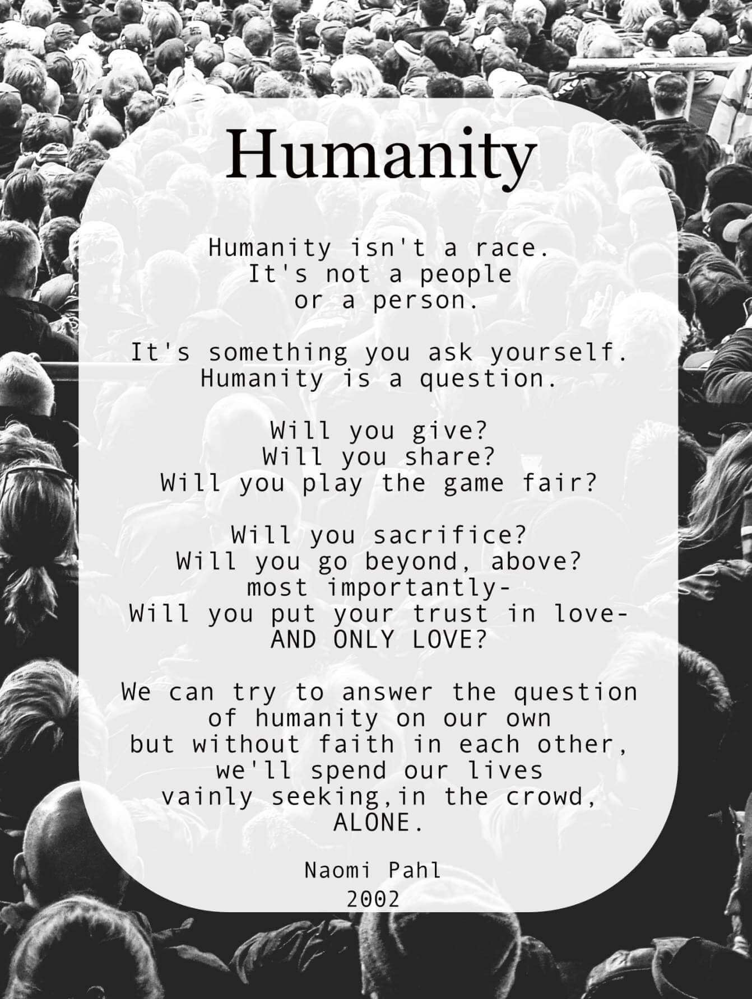 Humanity
Humanity isn't a race.
It's not a people
or a person.
It's something you ask yourself.
Humanity is a question.
Will you give?
Will you share?
Will you play the game fair?
Will you sacrifice?
Will you go beyond, above?
most importantly-
Will you put your trust in love-
AND ONLY LOVE?
We can try to answer the question
of humanity on our own
but without faith in each other,
we'll spend our lives
vainly seeking,in the crowd,
ALONE.
Naomi Pahl
2002